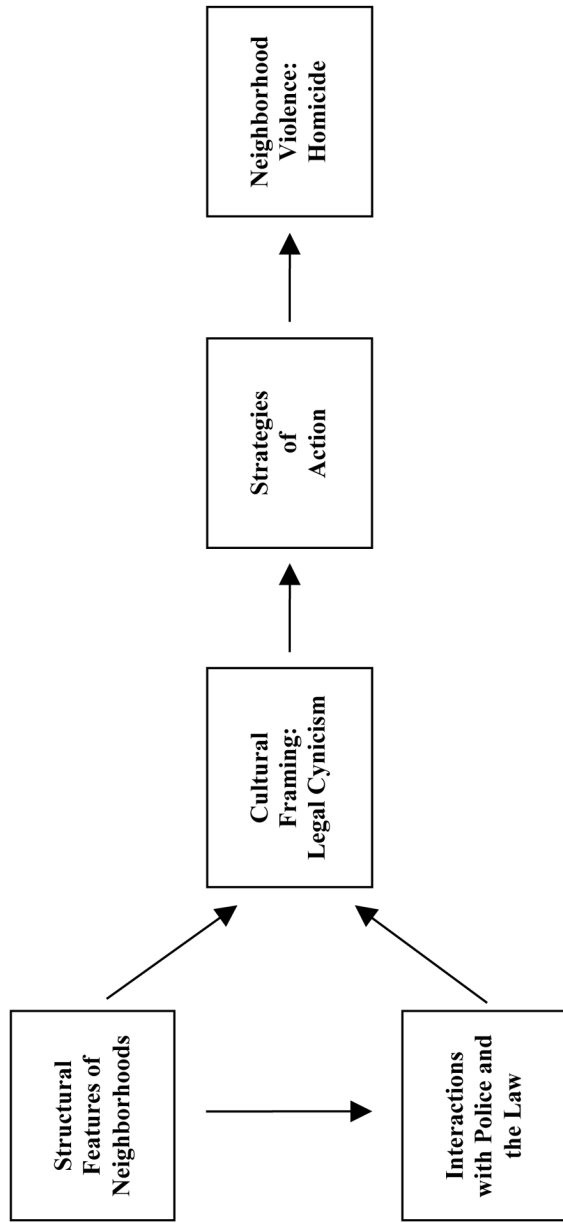 Structural
Features of
Neighborhoods
Interactions
with Police and
the Law
Cultural
Framing:
Legal Cynicism
Strategies
of
Action
Neighborhood
Violence:
Homicide